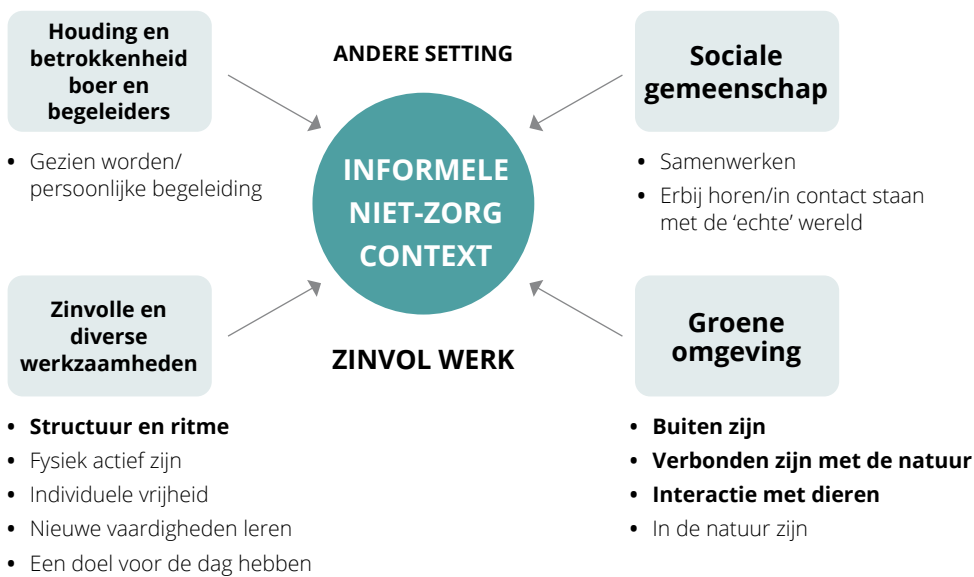 Houding en
betrokkenheid
boer en
begeleiders
• Gezien worden/
persoonlijke begeleiding
ANDERE SETTING
INFORMELE
NIET-ZORG
CONTEXT
ZINVOL WERK
Sociale
gemeenschap
• Samenwerken
• Erbij horen/in contact staan
met de ‘echte’ wereld
Zinvolle en
diverse
werkzaamheden
• Structuur en ritme
• Fysiek actief zijn
• Individuele vrijheid
• Nieuwe vaardigheden leren
• Een doel voor de dag hebben
Groene
omgeving
• Buiten zijn
• Verbonden zijn met de natuur
• Interactie met dieren
• In de natuur zijn